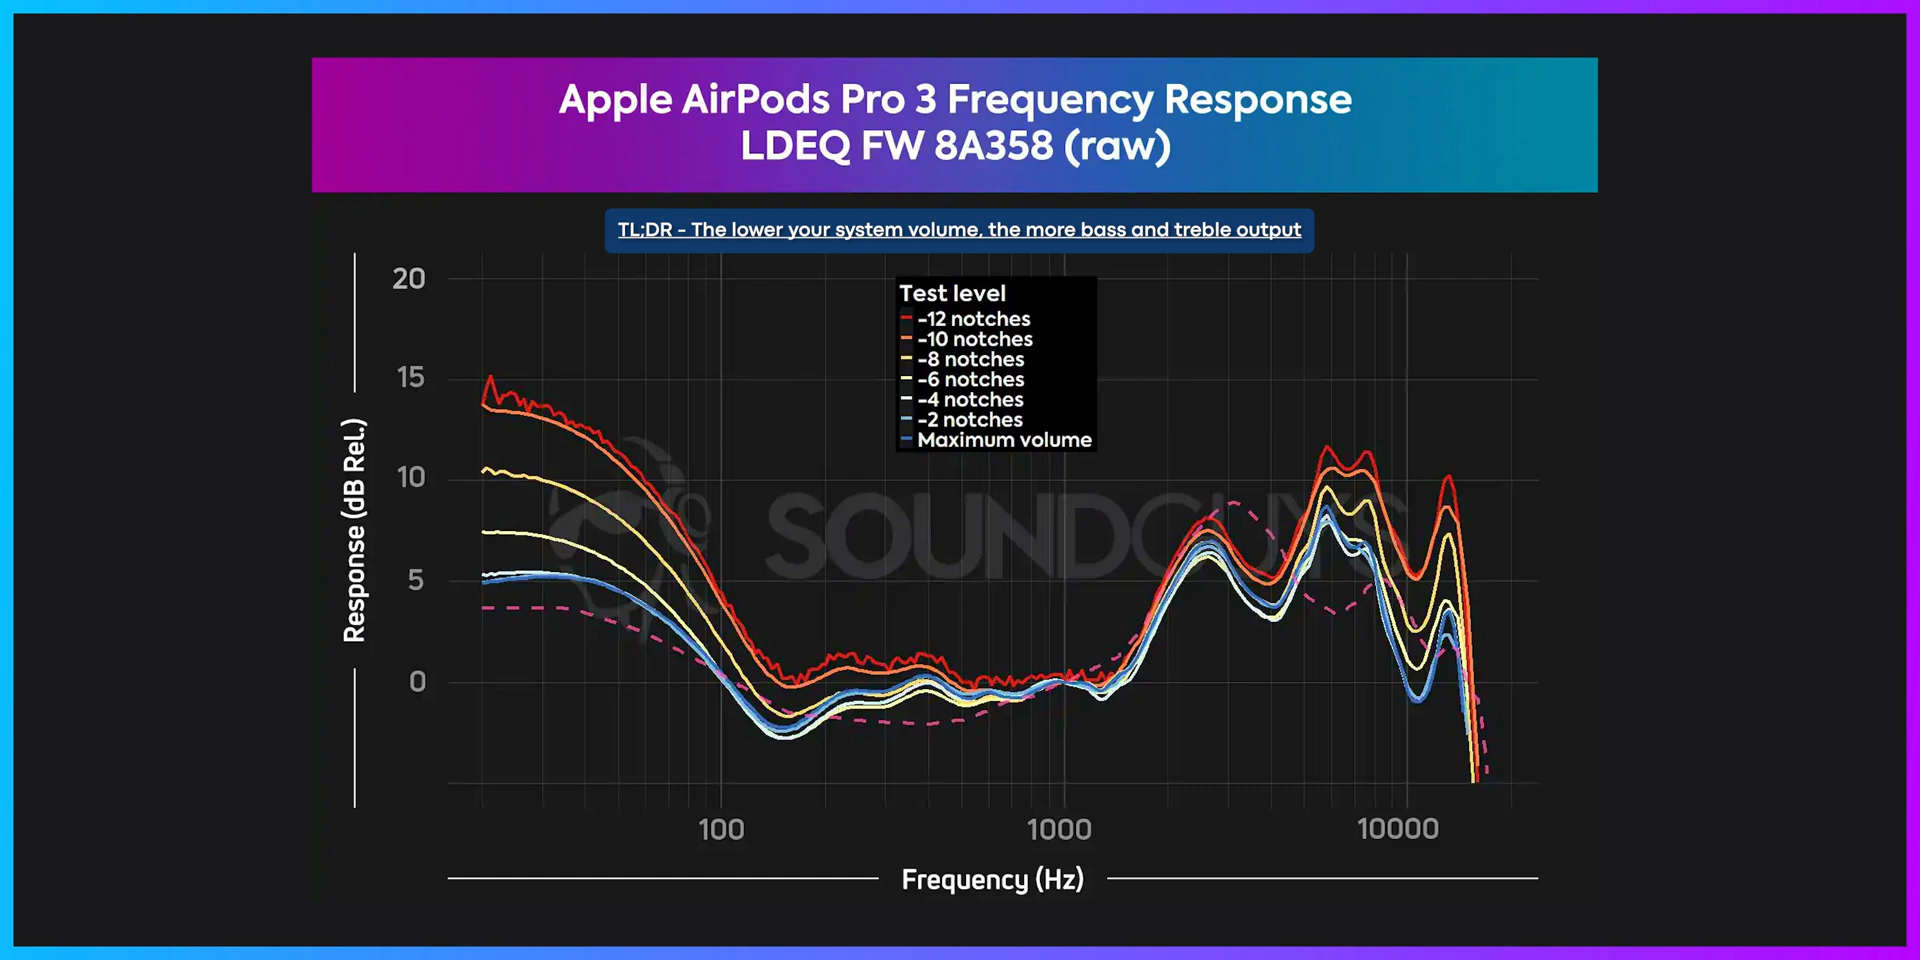 Apple AirPods Pro 3 Frequency Response
LDEQ FW 8A358 (raw)
TL;DR - The lower your system volume, the more bass and treble output
Test level
-12 notches
-10 notches
-8 notches
-6 notches
-4 notches
-2 notches
Maximum volume
SOUNDGUYS
Response (dB Rel.)
20
15
10
5
0
100
1000
10000
Frequency (Hz)